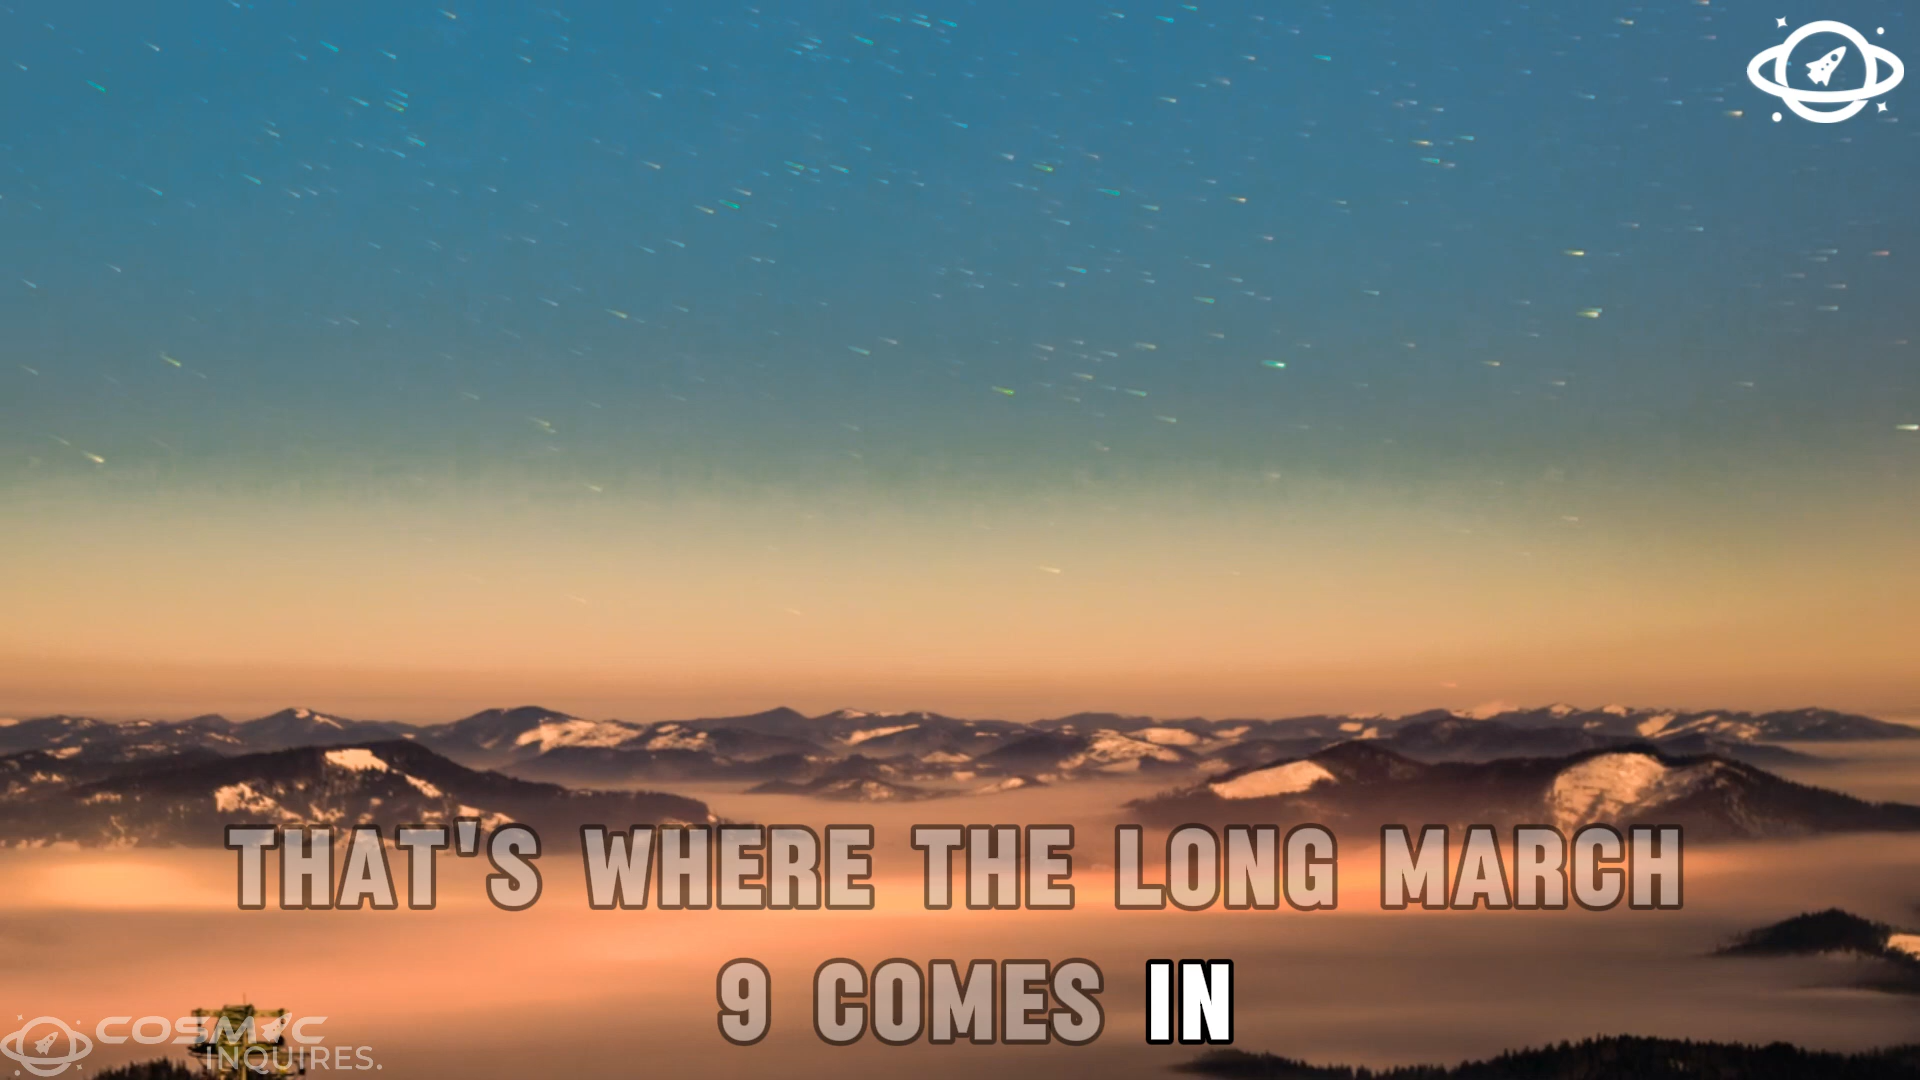 THAT'S WHERE THE LONG MARCH
9 COMES IN
COSMIC
INQUIRES.